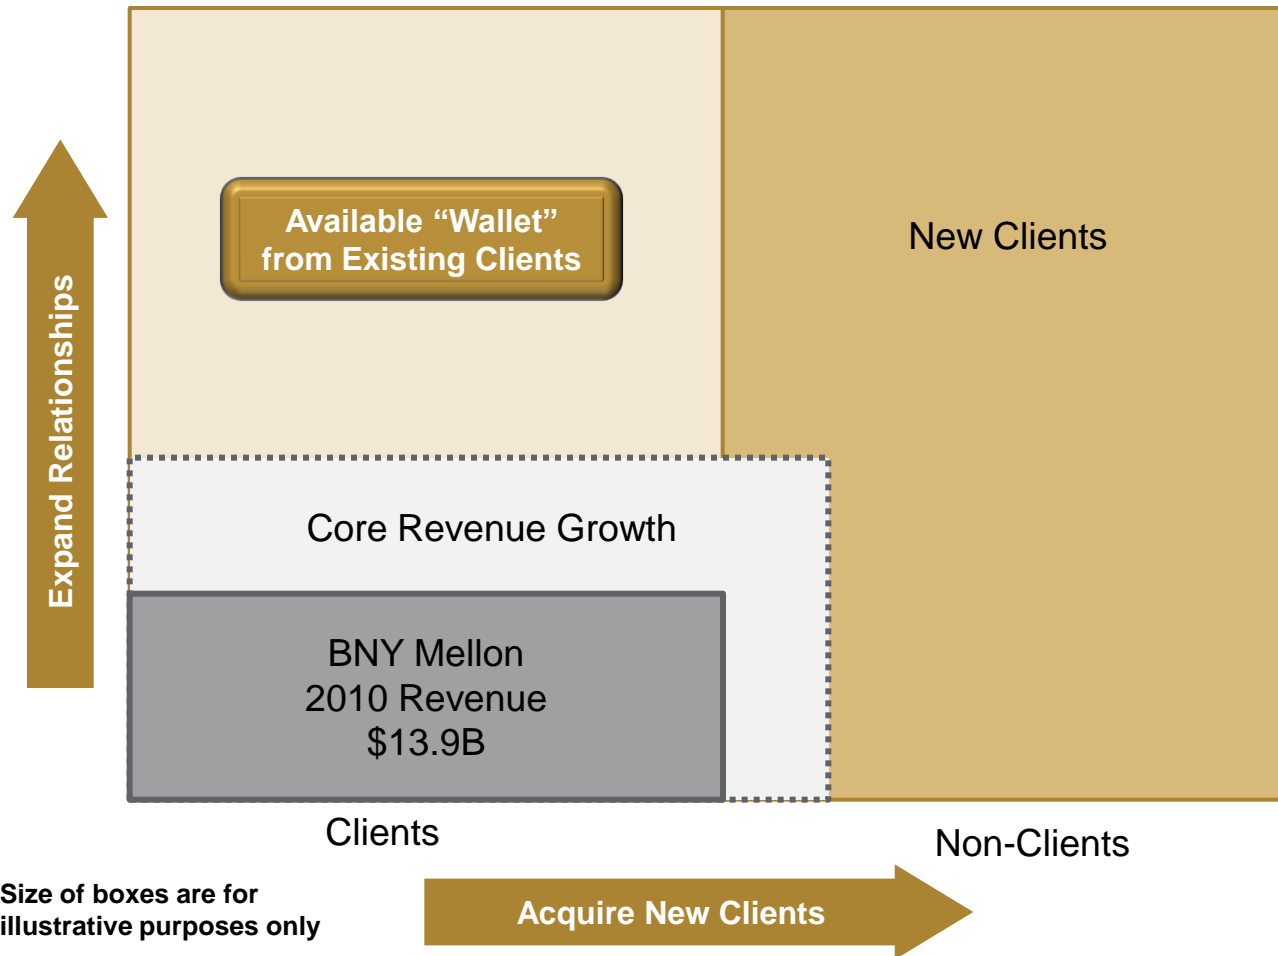 Available “Wallet”
from Existing Clients
New Clients
Expand Relationships
Core Revenue Growth
BNY Mellon
2010 Revenue
$13.9B
Clients
Non-Clients
Size of boxes are for
illustrative purposes only
Acquire New Clients